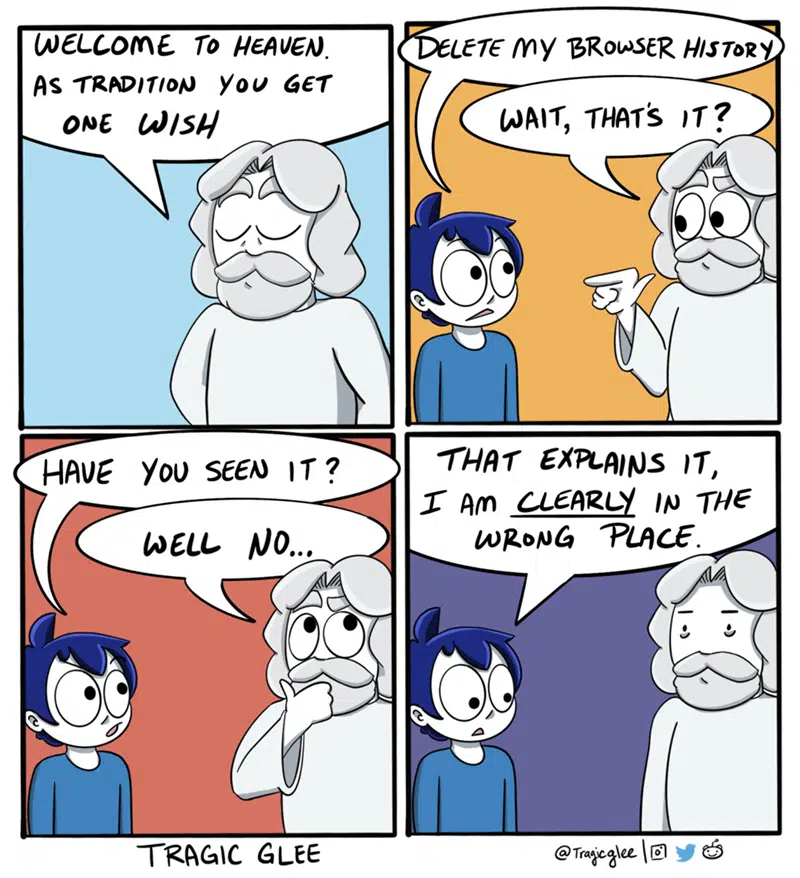 WELCOME TO HEAVEN.
AS TRADITION YOU GET
ONE WISH
DELETE MY BROWSER HISTORY
WAIT, THAT'S IT?
HAVE YOU SEEN IT?
WELL NO...
THAT EXPLAINS IT,
I AM CLEARLY IN THE
WRONG PLACE.
TRAGIC GLEE
@Tragicglee |